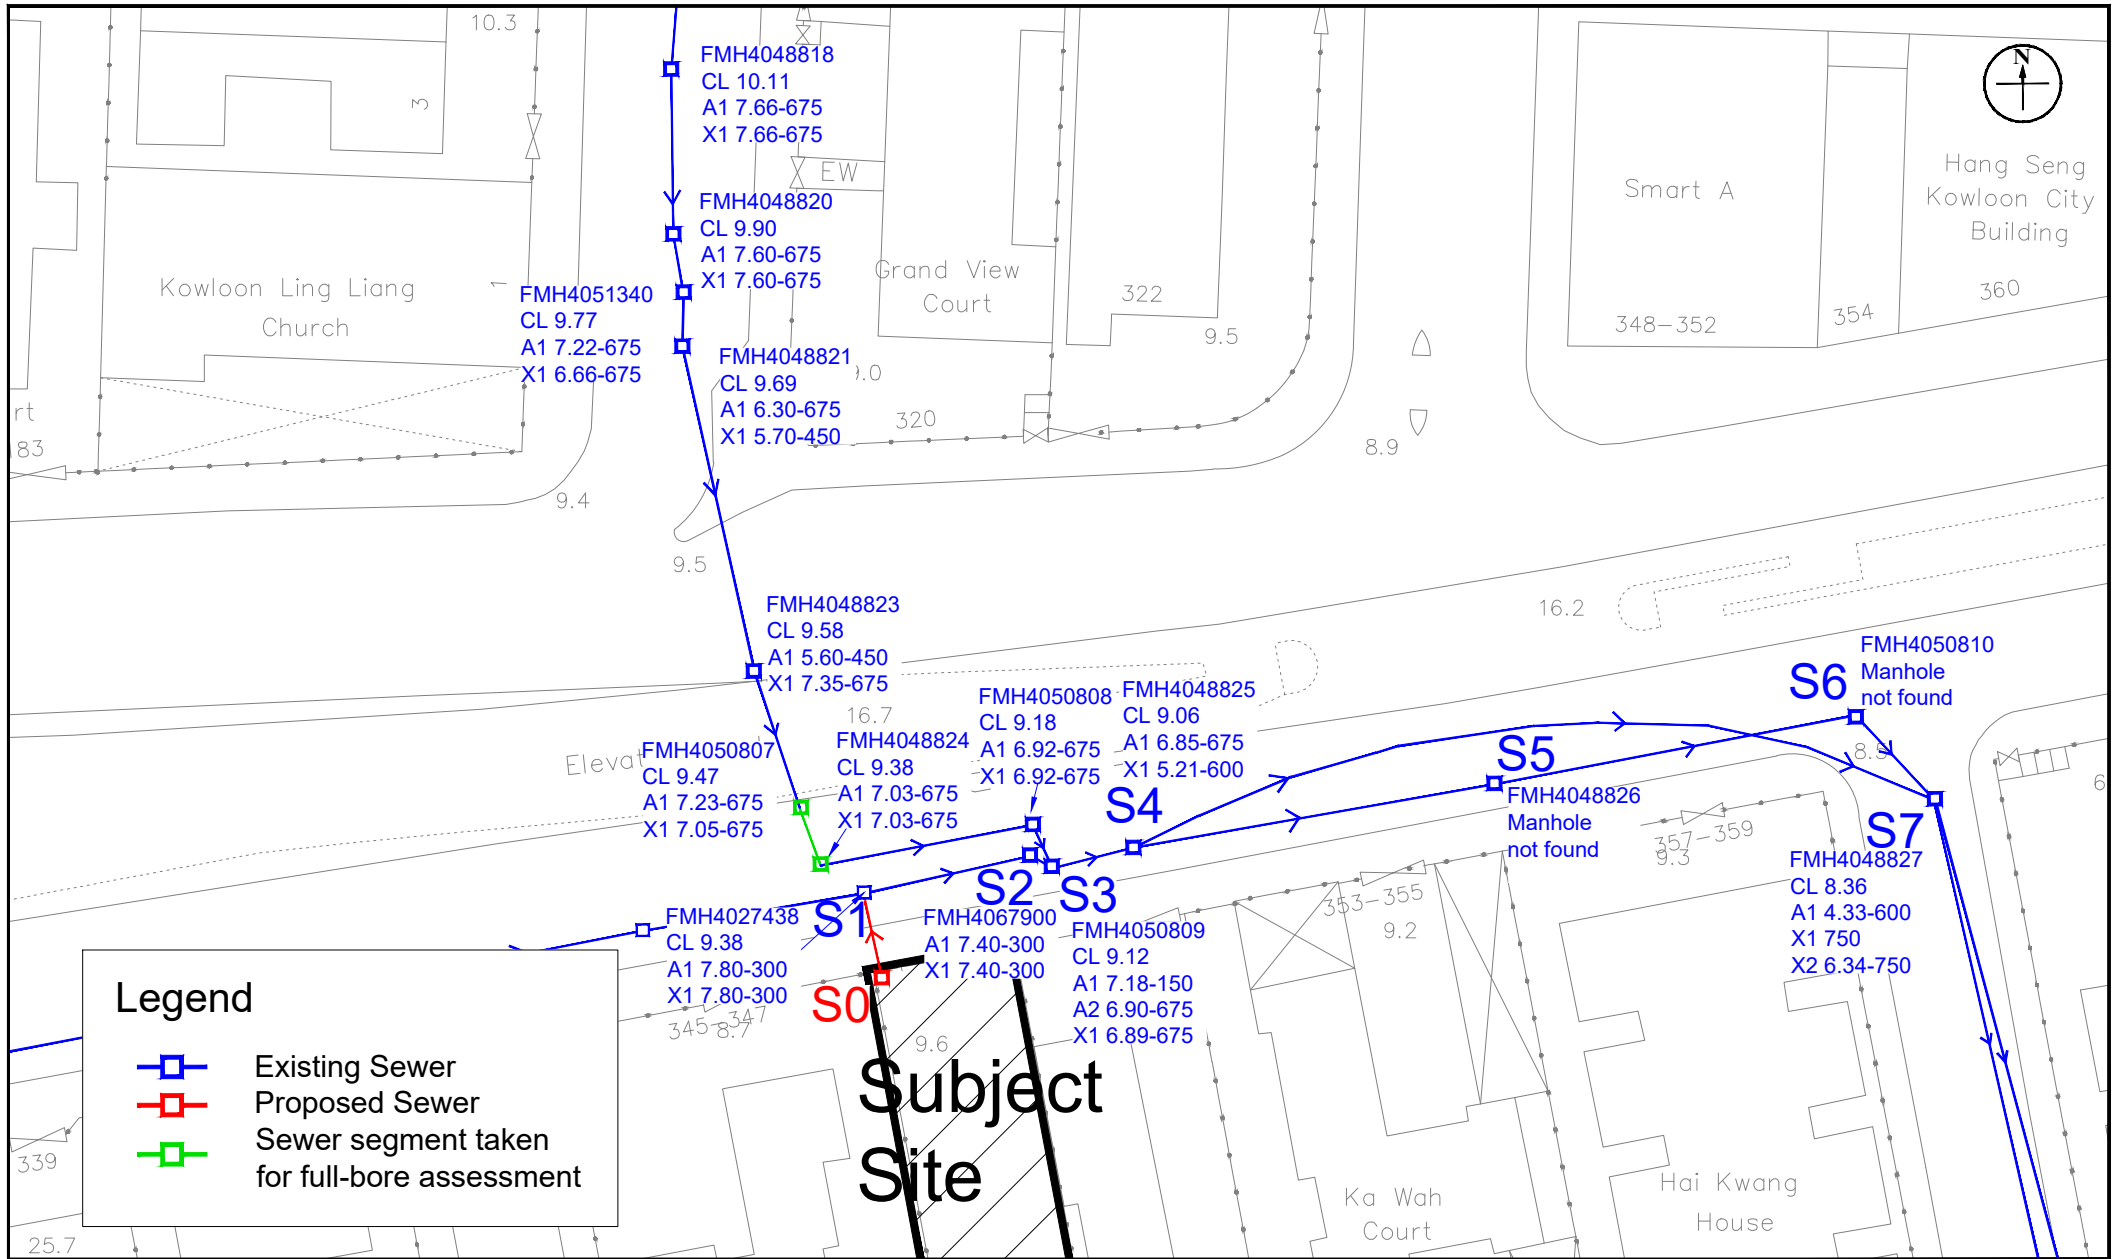 10.3
FMH4048818
CL 10.11
A1 7.66-675
X1 7.66-675
N
3
EW
Smart A
Hang Seng
Kowloon City
Building
FMH4048820
CL 9.90
A1 7.60-675
X1 7.60-675
Kowloon Ling Liang
Church
1
FMH4051340
CL 9.77
A1 7.22-675
X1 6.66-675
Grand View
Court
322
9.5
348-352
354
360
FMH4048821
CL 9.69
A1 6.30-675
X1 5.70-450
9.0
320
8.9
rt
83
9.4
9.5
16.2
FMH4048823
CL 9.58
A1 5.60-450
X1 7.35-675
16.7
Elevat
FMH4050807
CL 9.47
A1 7.23-675
X1 7.05-675
FMH4048824
CL 9.38
A1 7.03-675
X1 7.03-675
FMH4050808
CL 9.18
A1 6.92-675
X1 6.92-675
FMH4048825
CL 9.06
A1 6.85-675
X1 5.21-600
S4
S5
FMH4048826
Manhole
not found
S6
FMH4050810
Manhole
not found
8.5
6
S7
FMH4048827
CL 8.36
A1 4.33-600
X1 750
X2 6.34-750
357-359
9.3
353-355
9.2
S1
S2
S3
FMH4027438
CL 9.38
A1 7.80-300
X1 7.80-300
345-347
8.7
FMH4067900
A1 7.40-300
X1 7.40-300
FMH4050809
CL 9.12
A1 7.18-150
A2 6.90-675
X1 6.89-675
S0
9.6
Subject
Site
Legend
Existing Sewer
Proposed Sewer
Sewer segment taken
for full-bore assessment
339
25.7
Ka Wah
Court
Hai Kwang
House